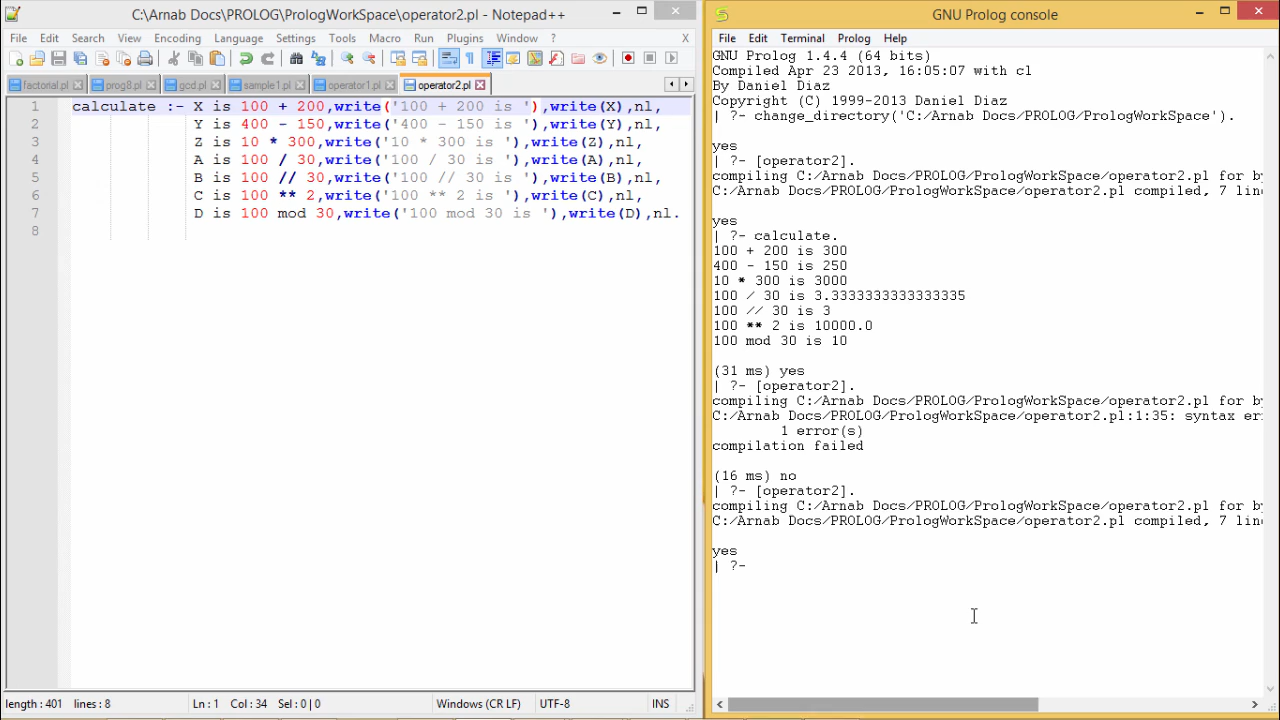 C:\Arnab Docs\PROLOG\PrologWorkSpace\operator2.pl - Notepad++
File Edit Search View Encoding Language Settings Tools Macro Run Plugins Window ? X
factorial.pl prog8.pl gcd.pl sample1.pl operator1.pl operator2.pl
1 calculate :- X is 100 + 200,write('100 + 200 is '),write(X),nl,
2 Y is 400 - 150,write('400 - 150 is '),write(Y),nl,
3 Z is 10 * 300,write('10 * 300 is '),write(Z),nl,
4 A is 100 / 30,write('100 / 30 is '),write(A),nl,
5 B is 100 // 30,write('100 // 30 is '),write(B),nl,
6 C is 100 ** 2,write('100 ** 2 is '),write(C),nl,
7 D is 100 mod 30,write('100 mod 30 is '),write(D),nl.
8
length : 401 lines : 8 Ln : 1 Col : 34 Sel : 0 | 0 Windows (CR LF) UTF-8 INS
GNU Prolog console
File Edit Terminal Prolog Help
GNU Prolog 1.4.4 (64 bits)
Compiled Apr 23 2013, 16:05:07 with cl
By Daniel Diaz
Copyright (C) 1999-2013 Daniel Diaz
| ?- change_directory('C:/Arnab Docs/PROLOG/PrologWorkSpace').
yes
| ?- [operator2].
compiling C:/Arnab Docs/PROLOG/PrologWorkSpace/operator2.pl for by
C:/Arnab Docs/PROLOG/PrologWorkSpace/operator2.pl compiled, 7 line
yes
| ?- calculate.
100 + 200 is 300
400 - 150 is 250
10 * 300 is 3000
100 / 30 is 3.3333333333333335
100 // 30 is 3
100 ** 2 is 10000.0
100 mod 30 is 10
(31 ms) yes
| ?- [operator2].
compiling C:/Arnab Docs/PROLOG/PrologWorkSpace/operator2.pl for by
C:/Arnab Docs/PROLOG/PrologWorkSpace/operator2.pl:1:35: syntax er
1 error(s)
compilation failed
(16 ms) no
| ?- [operator2].
compiling C:/Arnab Docs/PROLOG/PrologWorkSpace/operator2.pl for by
C:/Arnab Docs/PROLOG/PrologWorkSpace/operator2.pl compiled, 7 line
yes
| ?-